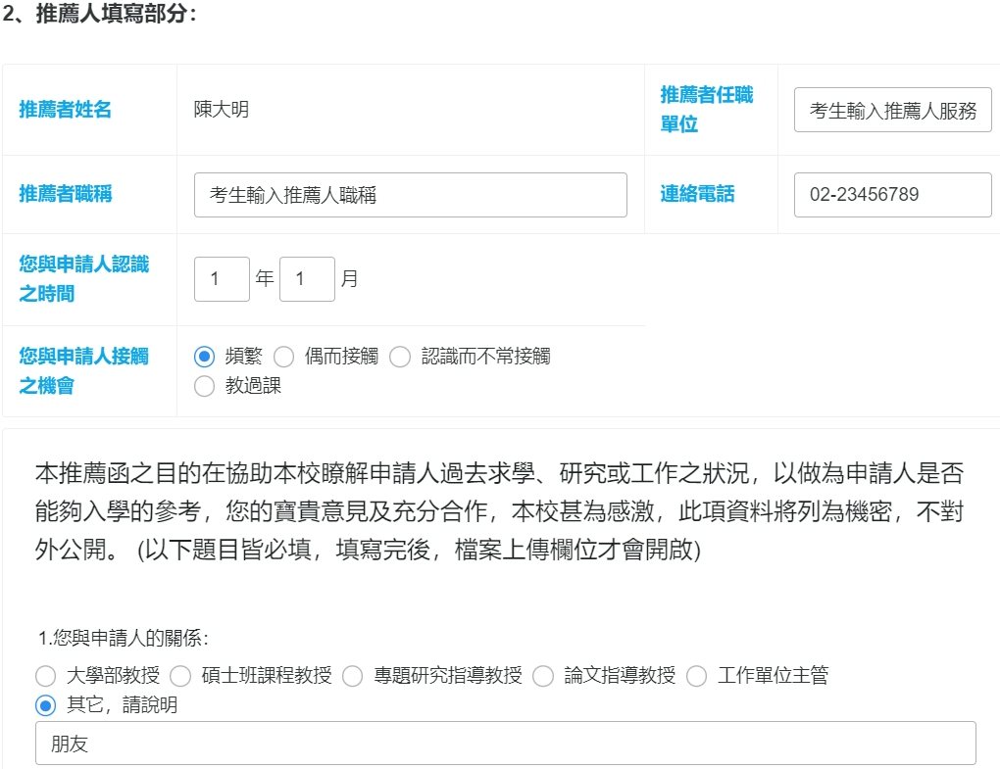 2、推薦人填寫部分：
推薦者姓名 陳大明 推薦者任職單位 考生輸入推薦人服務
推薦者職稱 考生輸入推薦人職稱 連絡電話 02-23456789
您與申請人認識之時間 1 年 1 月
您與申請人接觸之機會 頻繁 偶而接觸 認識而不常接觸
教過課
本推薦函之目的在協助本校瞭解申請人過去求學、研究或工作之狀況，以做為申請人是否
能夠入學的參考，您的寶貴意見及充分合作，本校甚為感激，此項資料將列為機密，不對
外公開。(以下題目皆必填，填寫完後，檔案上傳欄位才會開啟)
1.您與申請人的關係：
大學部教授 碩士班課程教授 專題研究指導教授 論文指導教授 工作單位主管
其它，請說明
朋友